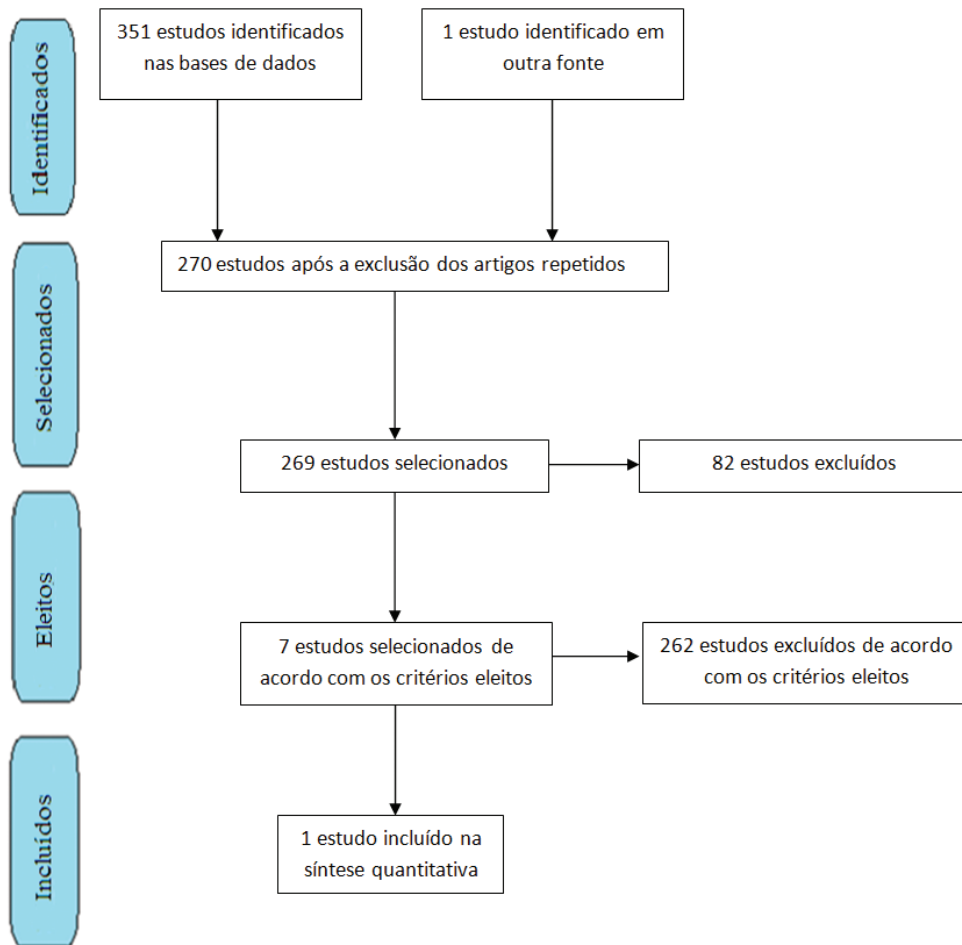 Identificados
351 estudos identificados
nas bases de dados
1 estudo identificado em
outra fonte
Selecionados
270 estudos após a exclusão dos artigos repetidos
269 estudos selecionados
82 estudos excluídos
Eleitos
7 estudos selecionados de
acordo com os critérios eleitos
262 estudos excluídos de acordo
com os critérios eleitos
Incluídos
1 estudo incluído na
síntese quantitativa